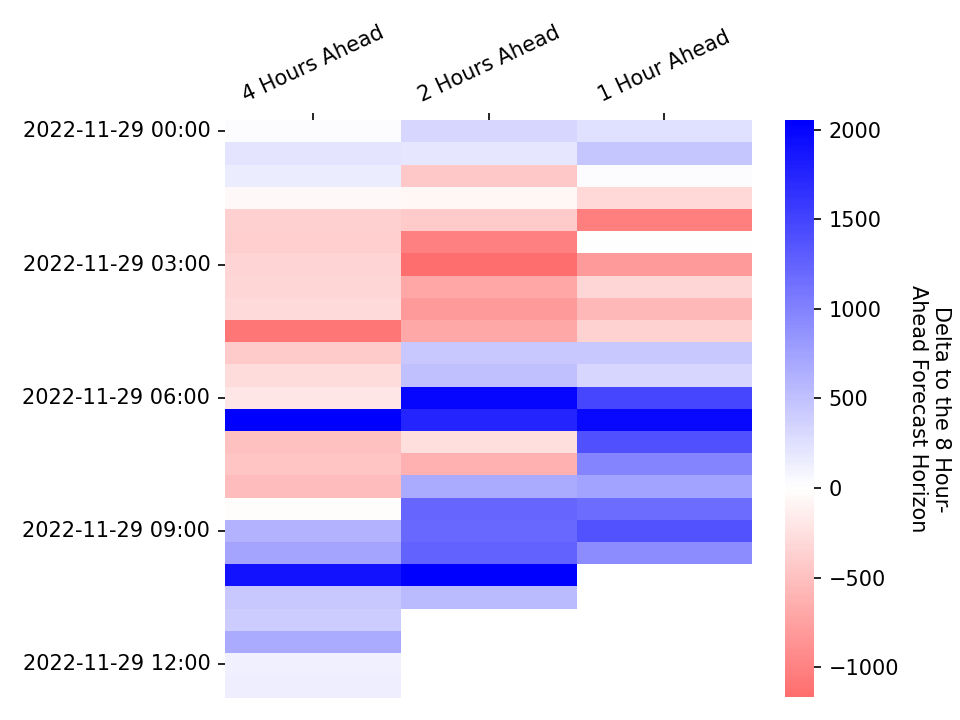 4 Hours Ahead
2 Hours Ahead
1 Hour Ahead
2022-11-29 00:00
2022-11-29 03:00
2022-11-29 06:00
2022-11-29 09:00
2022-11-29 12:00
2000
1500
1000
500
0
−500
−1000
Delta to the 8 Hour-
Ahead Forecast Horizon